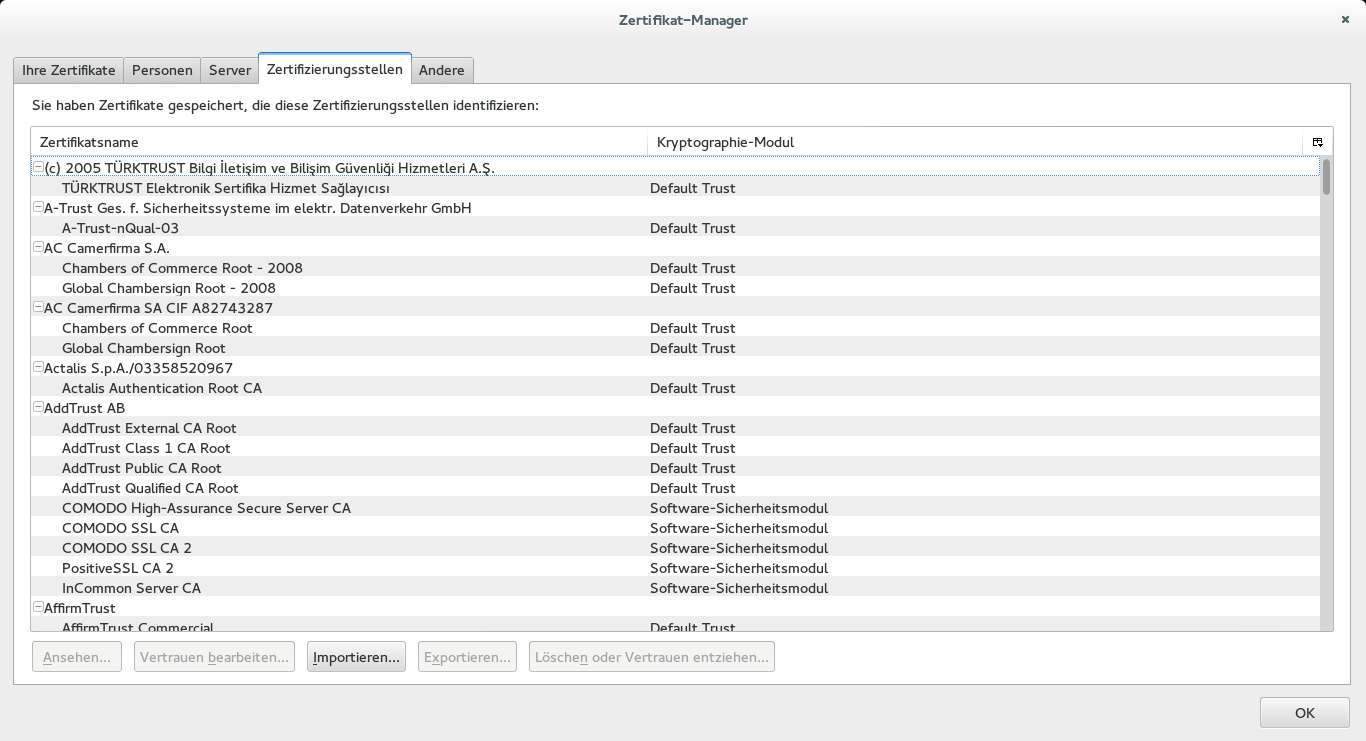 Zertifikat-Manager
Ihre Zertifikate Personen Server Zertifizierungsstellen Andere
Sie haben Zertifikate gespeichert, die diese Zertifizierungsstellen identifizieren:
Zertifikatsname Kryptographie-Modul
(c) 2005 TÜRKTRUST Bilgi İletişim ve Bilişim Güvenliği Hizmetleri A.Ş.
TÜRKTRUST Elektronik Sertifika Hizmet Sağlayıcısı Default Trust
A-Trust Ges. f. Sicherheitssysteme im elektr. Datenverkehr GmbH
A-Trust-nQual-03 Default Trust
AC Camerfirma S.A.
Chambers of Commerce Root - 2008 Default Trust
Global Chambersign Root - 2008 Default Trust
AC Camerfirma SA CIF A82743287
Chambers of Commerce Root Default Trust
Global Chambersign Root Default Trust
Actalis S.p.A./03358520967
Actalis Authentication Root CA Default Trust
AddTrust AB
AddTrust External CA Root Default Trust
AddTrust Class 1 CA Root Default Trust
AddTrust Public CA Root Default Trust
AddTrust Qualified CA Root Default Trust
COMODO High-Assurance Secure Server CA Software-Sicherheitsmodul
COMODO SSL CA Software-Sicherheitsmodul
COMODO SSL CA 2 Software-Sicherheitsmodul
PositiveSSL CA 2 Software-Sicherheitsmodul
InCommon Server CA Software-Sicherheitsmodul
AffirmTrust
AffirmTrust Commercial Default Trust
Ansehen... Vertrauen bearbeiten... Importieren... Exportieren... Löschen oder Vertrauen entziehen...
OK